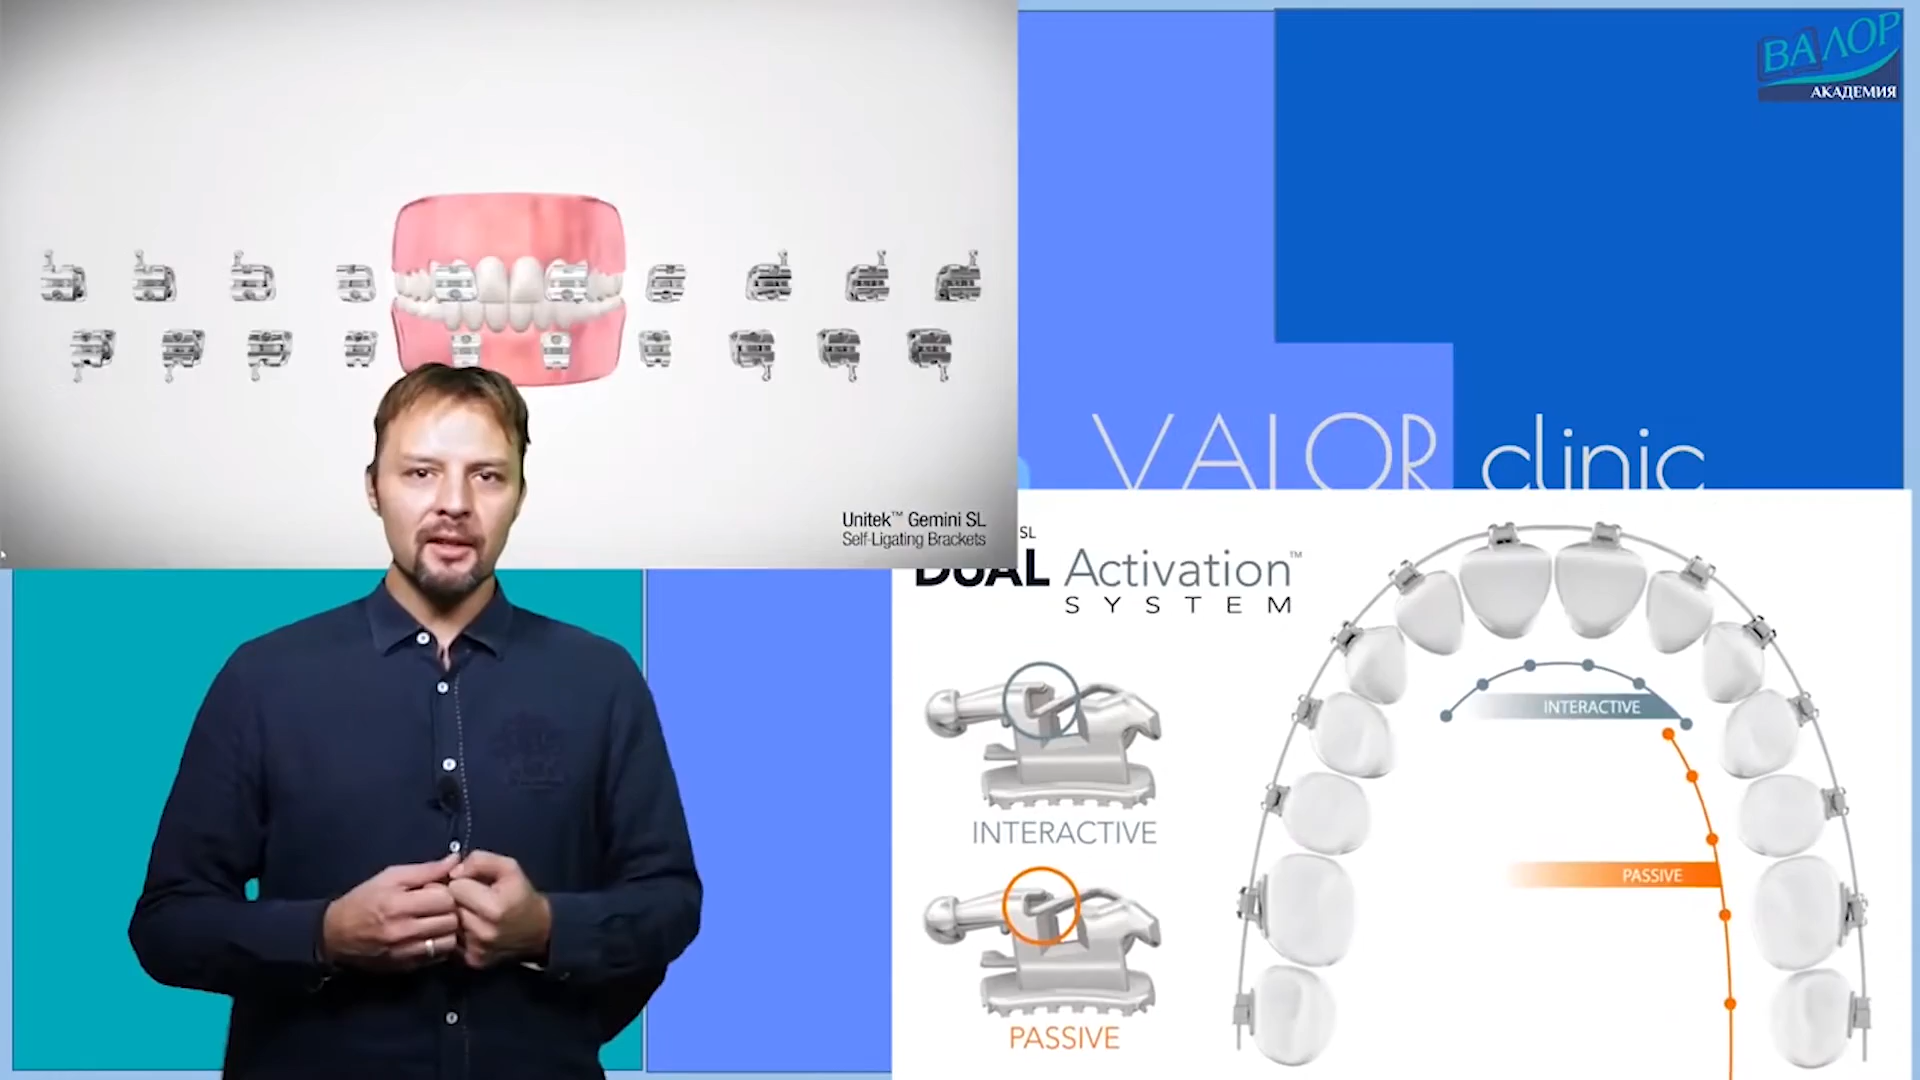 ВАЛОР
АКАДЕМИЯ
VALOR clinic
Unitek™ Gemini SL
Self-Ligating Brackets
SL
DUAL Activation™
SYSTEM
INTERACTIVE
INTERACTIVE
PASSIVE
PASSIVE